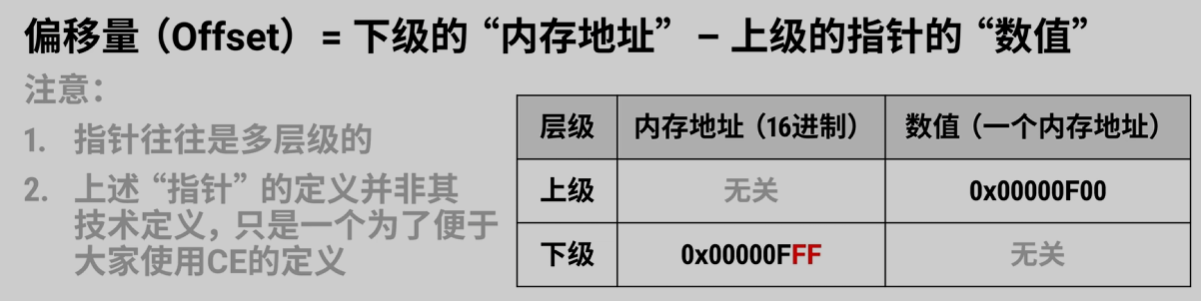 偏移量（Offset）= 下级的“内存地址” – 上级的指针的“数值”
注意：
1. 指针往往是多层级的
2. 上述“指针”的定义并非其
技术定义，只是一个为了便于
大家使用CE的定义
层级 内存地址（16进制） 数值（一个内存地址）
上级 无关 0x00000F00
下级 0x00000FFF 无关